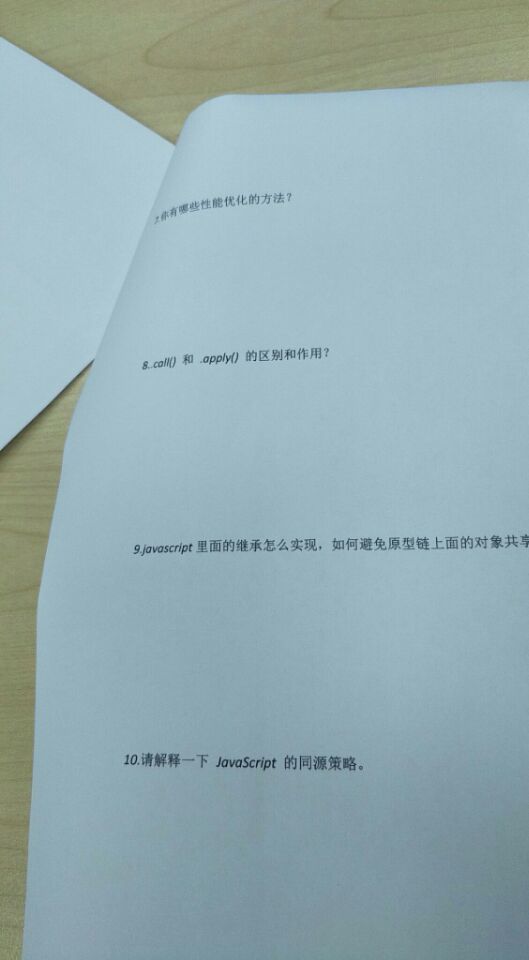 7.你有哪些性能优化的方法？
8..call() 和 .apply() 的区别和作用？
9.javascript 里面的继承怎么实现，如何避免原型链上面的对象共享
10.请解释一下 JavaScript 的同源策略。